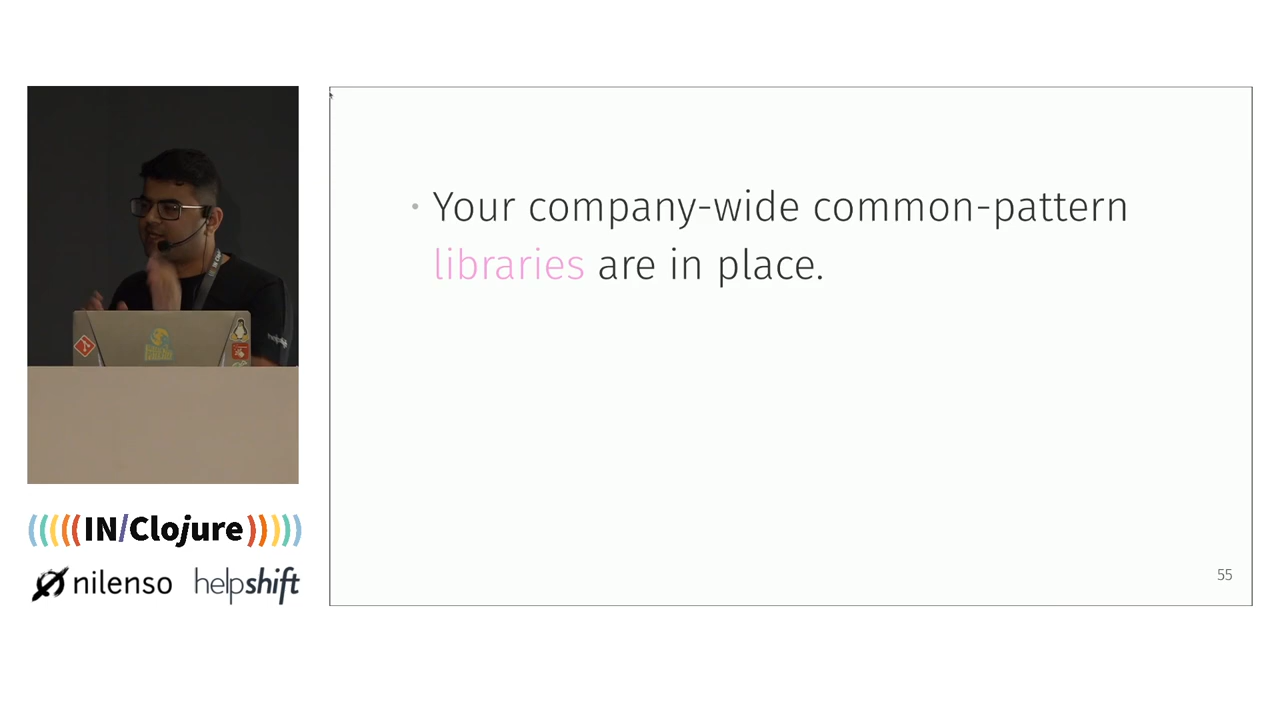 • Your company-wide common-pattern
libraries are in place.
55
(((((IN/Clojure)))))
nilenso helpshift